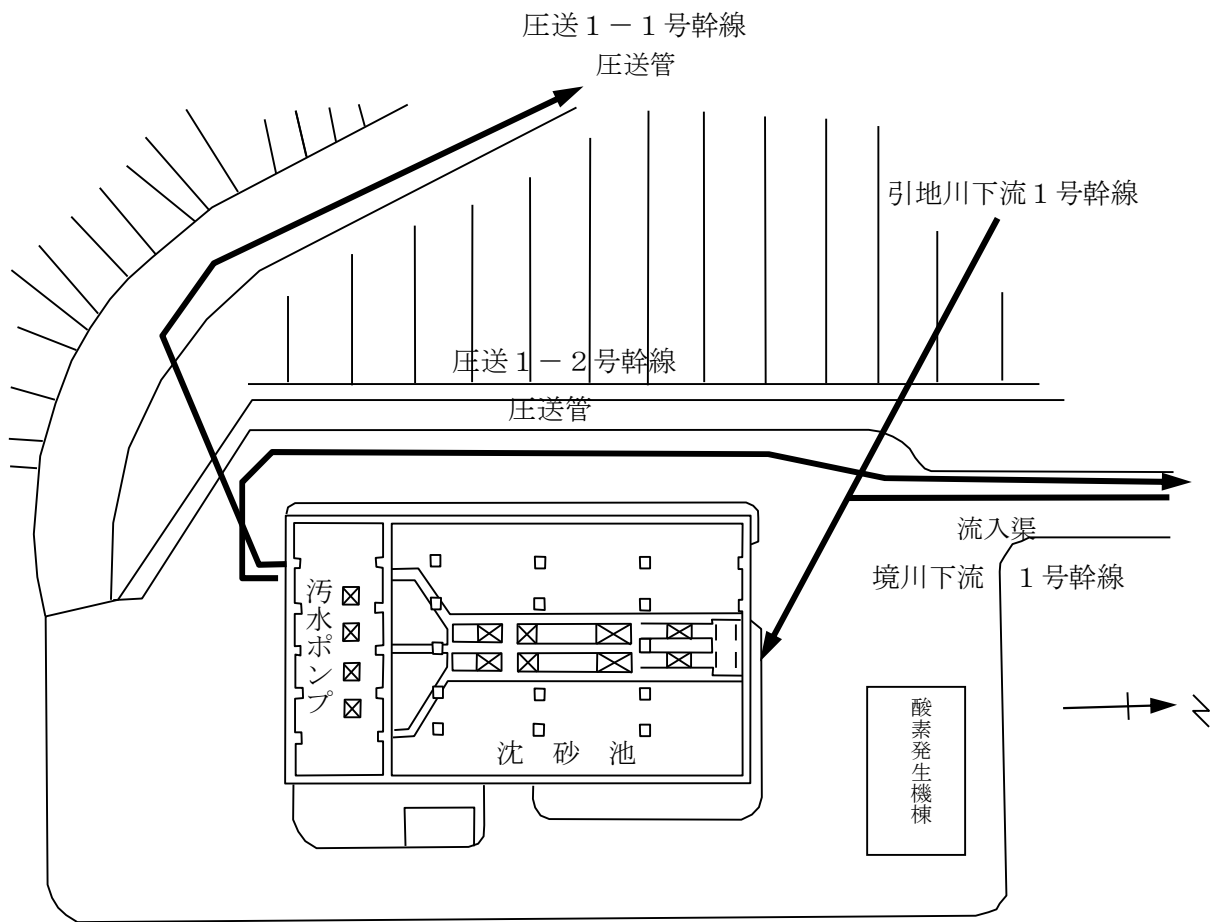 圧送１－１号幹線
圧送管
引地川下流１号幹線
圧送１－２号幹線
圧送管
流入渠
境川下流　１号幹線
汚水ポンプ
沈　砂　池
酸素発生機棟
N